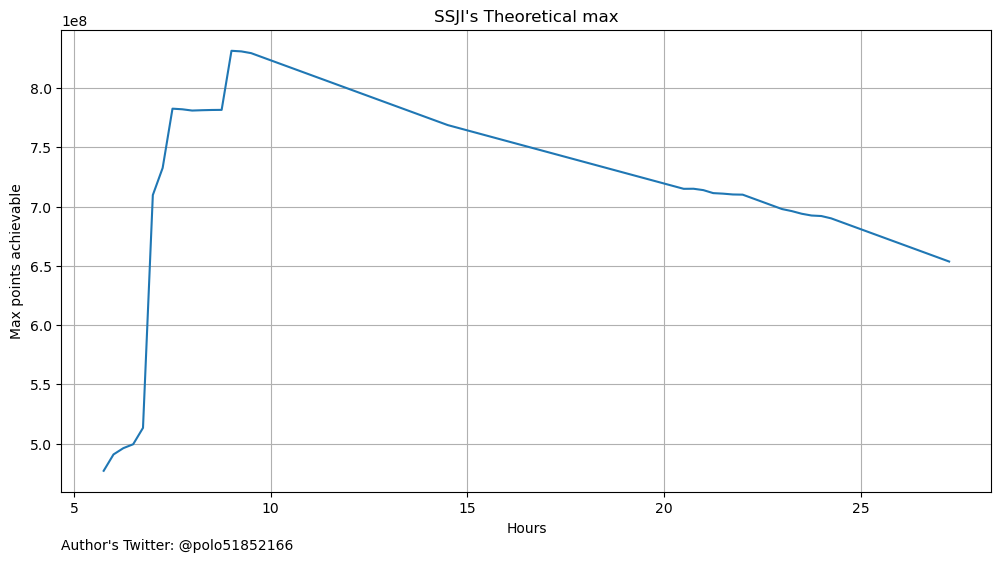 SSJI's Theoretical max
1e8
8.0
7.5
7.0
6.5
6.0
5.5
5.0
Max points achievable
5 10 15 20 25
Hours
Author's Twitter: @polo51852166